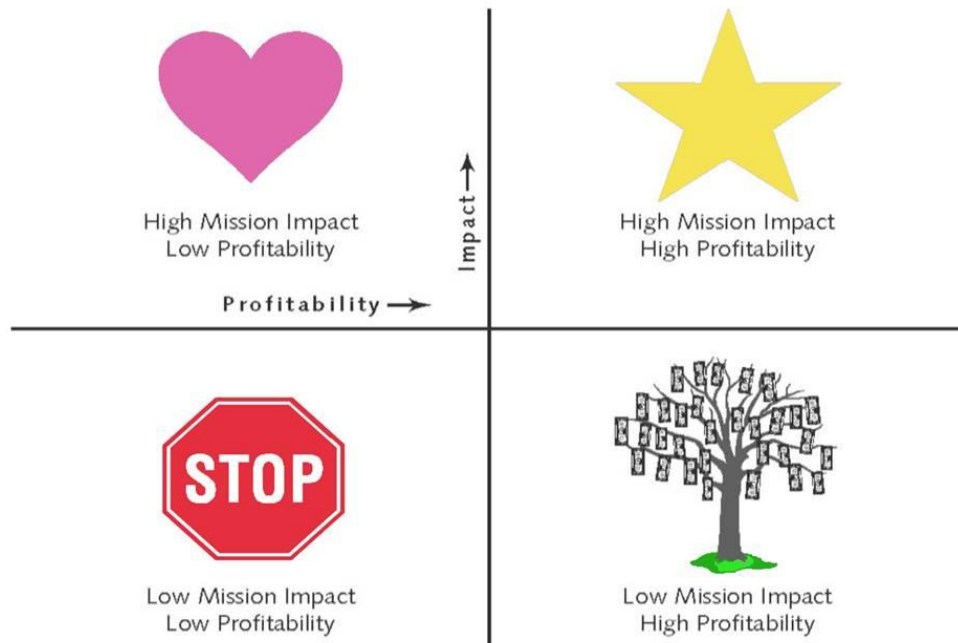 High Mission Impact
Low Profitability
High Mission Impact
High Profitability
Impact
Profitability
STOP
Low Mission Impact
Low Profitability
Low Mission Impact
High Profitability